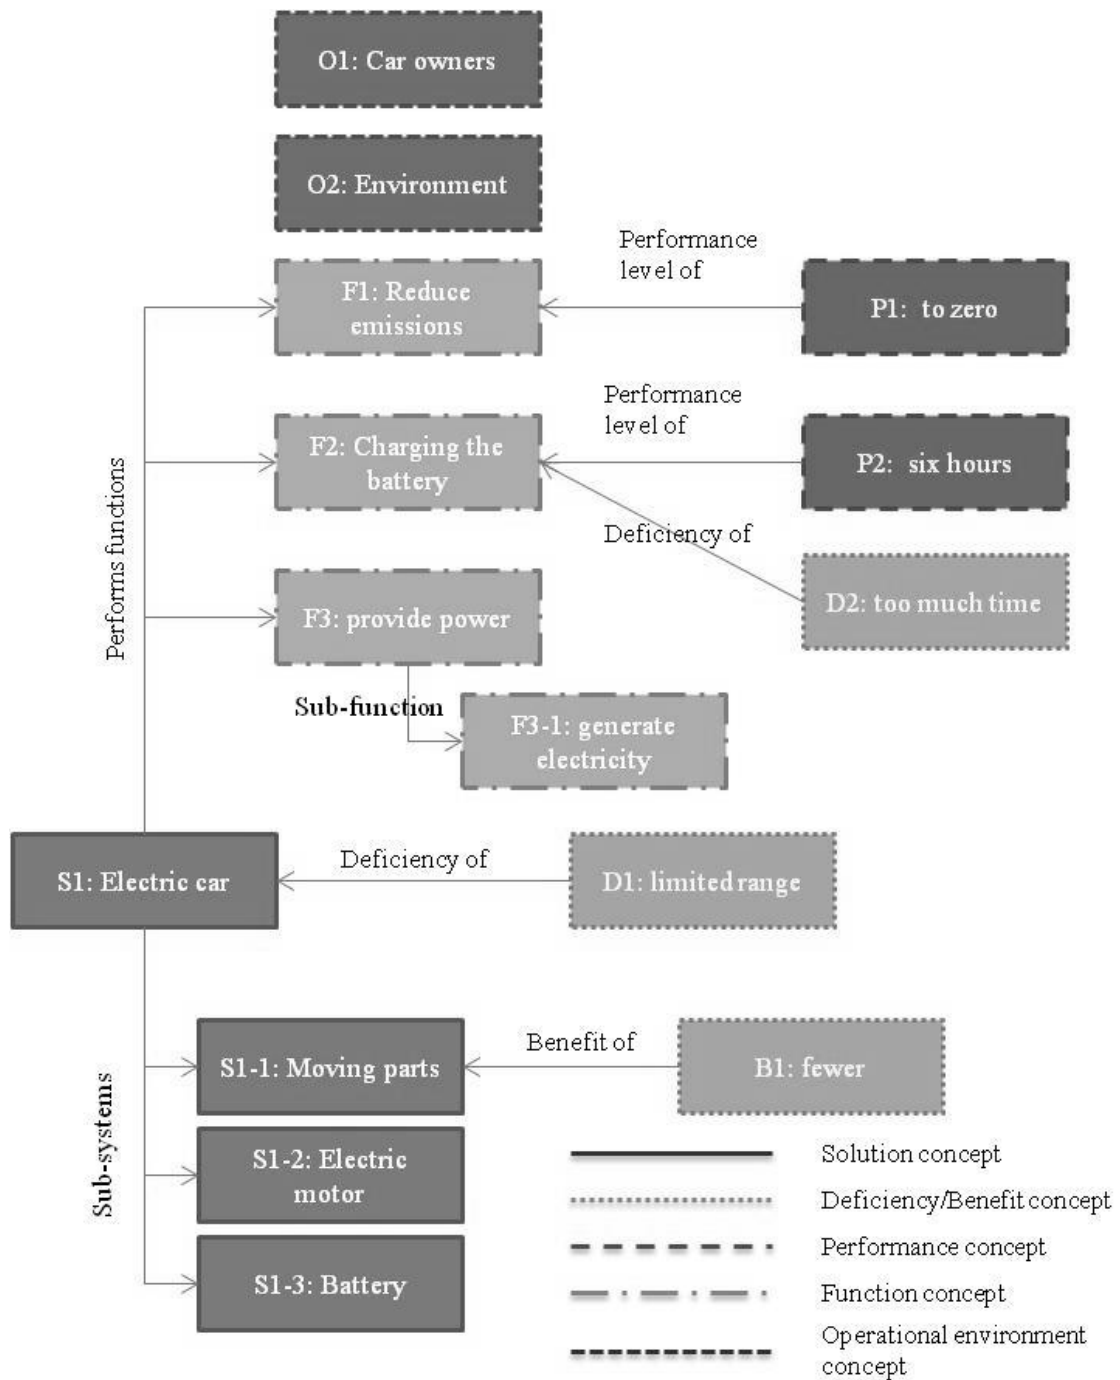 O1: Car owners
O2: Environment
Performance
level of
F1: Reduce
emissions
P1: to zero
Performance
level of
F2: Charging the
battery
P2: six hours
Performs functions
Deficiency of
D2: too much time
F3: provide power
Sub-function
F3-1: generate
electricity
S1: Electric car
Deficiency of
D1: limited range
Sub-systems
S1-1: Moving parts
Benefit of
B1: fewer
S1-2: Electric
motor
S1-3: Battery
Solution concept
Deficiency/Benefit concept
Performance concept
Function concept
Operational environment
concept